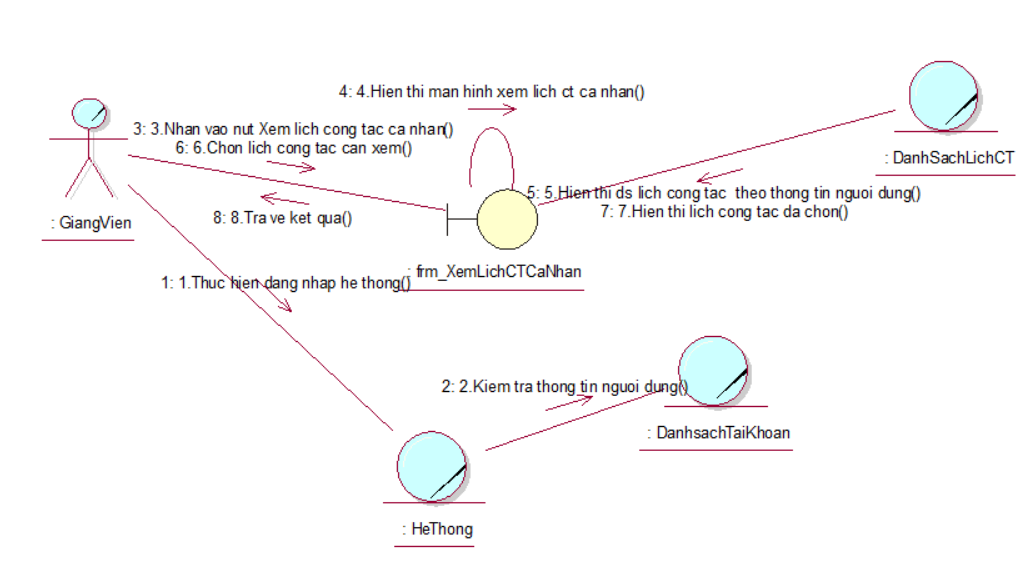 4: 4.Hien thi man hinh xem lich ct ca nhan()
3: 3.Nhan vao nut Xem lich cong tac ca nhan()
6: 6.Chon lich cong tac can xem()
: DanhSachLichCT
5: 5.Hien thi ds lich cong tac theo thong tin nguoi dung()
7: 7.Hien thi lich cong tac da chon()
: GiangVien
8: 8.Tra ve ket qua()
: frm_XemLichCTCaNhan
1: 1.Thuc hien dang nhap he thong()
2: 2.Kiem tra thong tin nguoi dung()
: DanhsachTaiKhoan
: HeThong